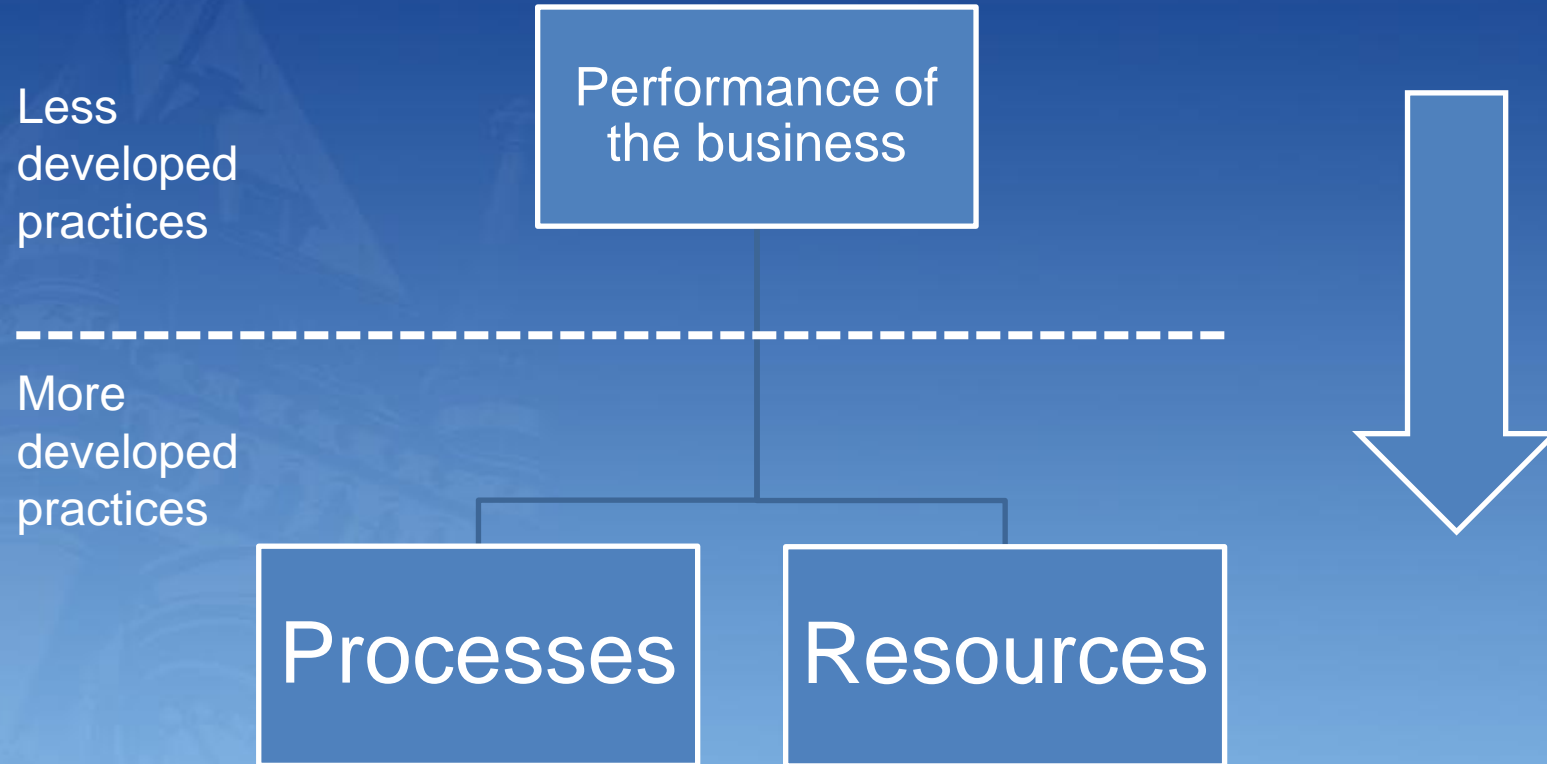 Less
developed
practices
Performance of
the business
More
developed
practices
Processes
Resources